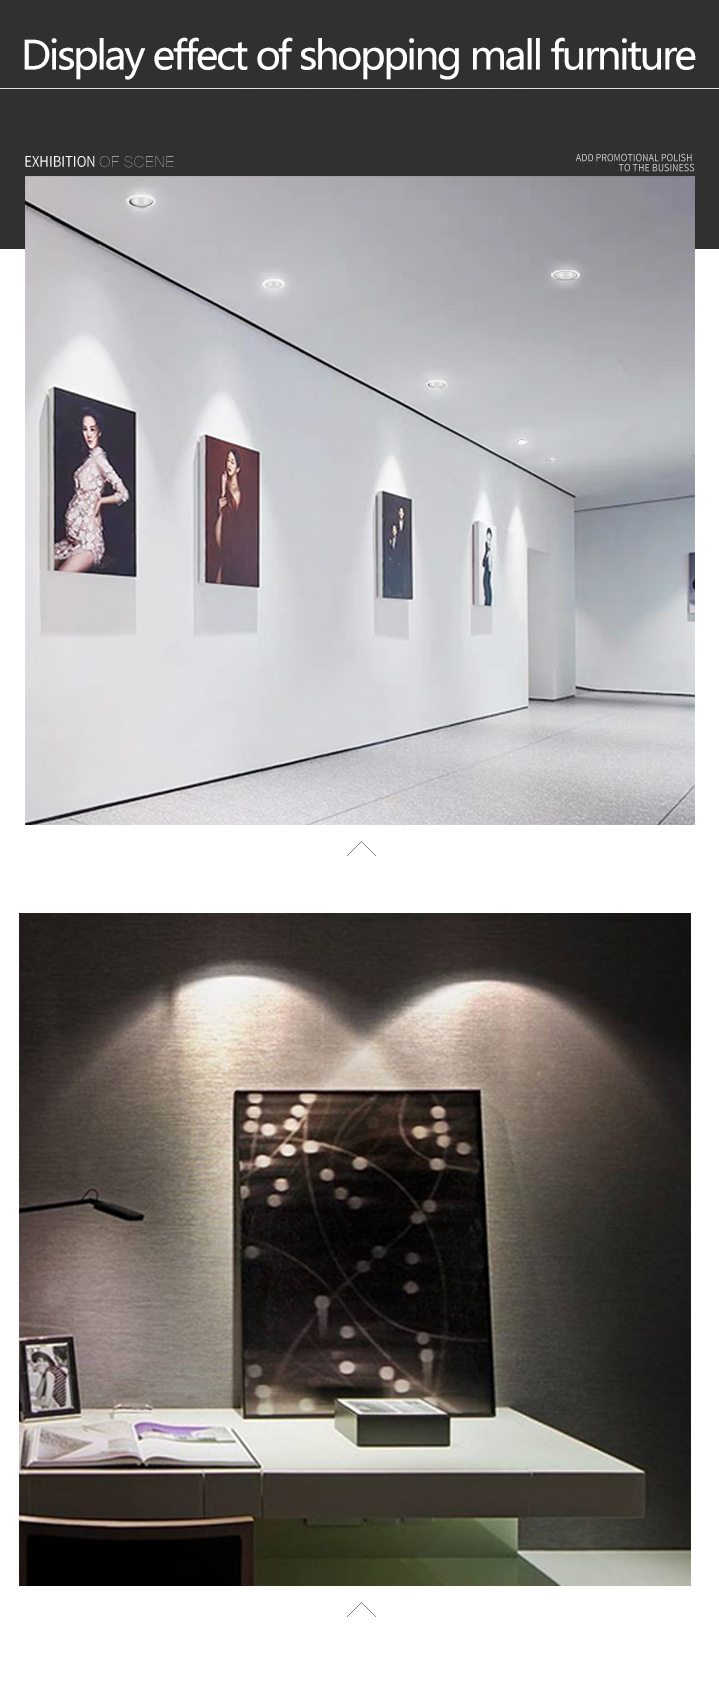 Display effect of shopping mall furniture
EXHIBITION OF SCENE
ADD PROMOTIONAL POLISH
TO THE BUSINESS